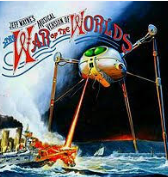 JEFF WAYNE'S
MUSICAL
VERSION OF
THE
WAR OF THE
WORLDS